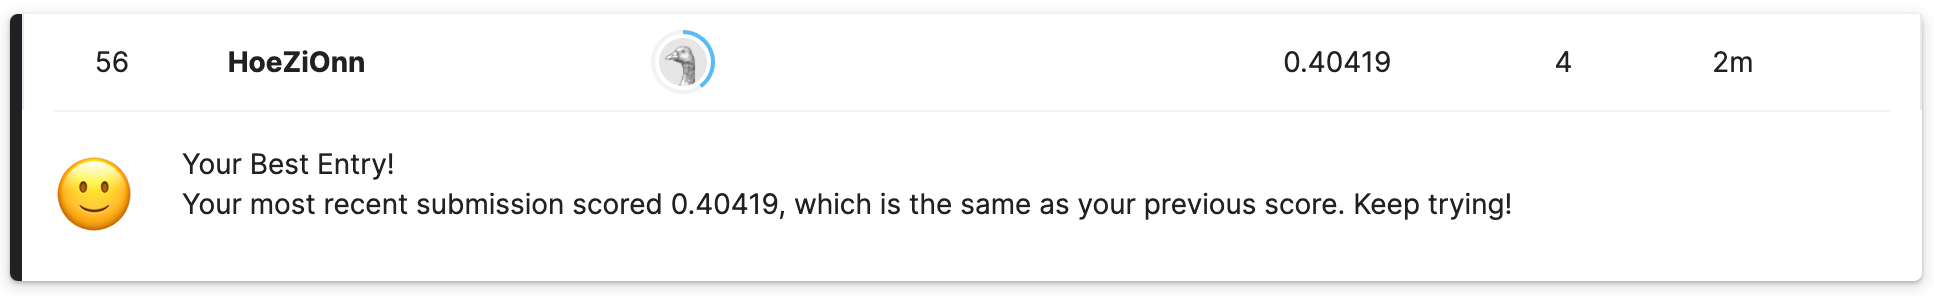 56 HoeZiOnn 0.40419 4 2m
Your Best Entry!
Your most recent submission scored 0.40419, which is the same as your previous score. Keep trying!